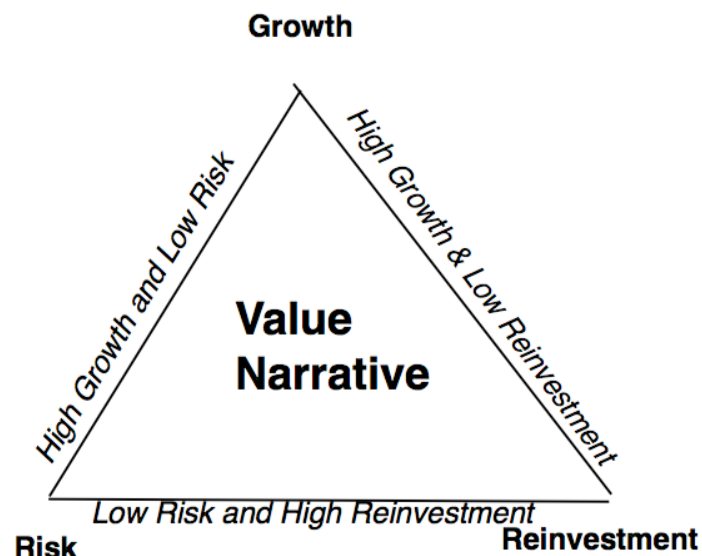 Growth
High Growth and Low Risk
High Growth & Low Reinvestment
Value
Narrative
Low Risk and High Reinvestment
Risk
Reinvestment